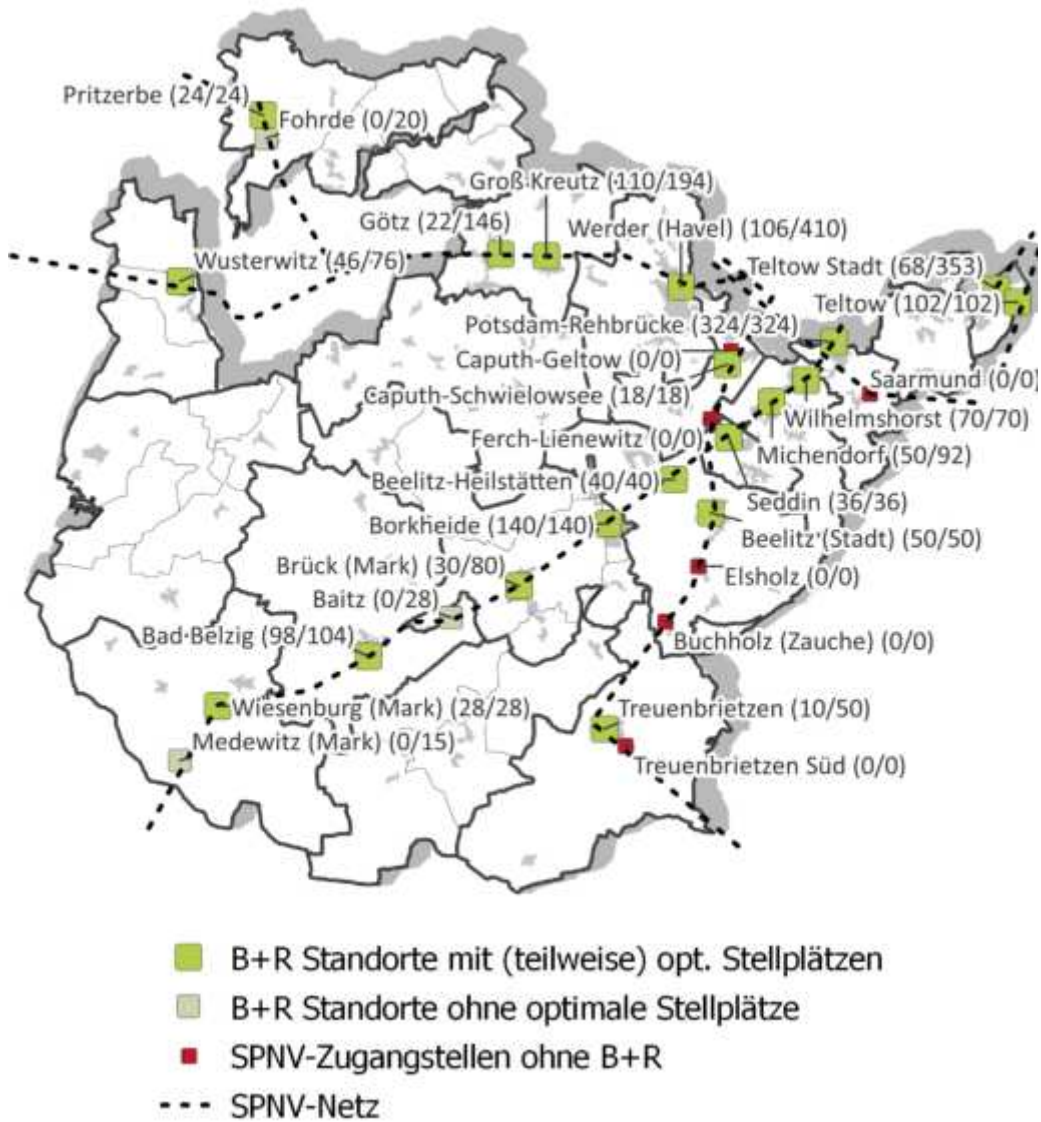 Pritzerbe (24/24)
Fohrde (0/20)
Groß Kreutz (110/194)
Götz (22/146)
Werder (Havel) (106/410)
Wusterwitz (46/76)
Teltow Stadt (68/353)
Teltow (102/102)
Potsdam-Rehbrücke (324/324)
Caputh-Geltow (0/0)
Saarmund (0/0)
Caputh-Schwielowsee (18/18)
Wilhelmshorst (70/70)
Ferch-Lienewitz (0/0)
Michendorf (50/92)
Beelitz-Heilstätten (40/40)
Seddin (36/36)
Borkheide (140/140)
Beelitz (Stadt) (50/50)
Brück (Mark) (30/80)
Elsholz (0/0)
Baitz (0/28)
Bad Belzig (98/104)
Buchholz (Zauche) (0/0)
Wiesenburg (Mark) (28/28)
Treuenbrietzen (10/50)
Medewitz (Mark) (0/15)
Treuenbrietzen Süd (0/0)
B+R Standorte mit (teilweise) opt. Stellplätzen
B+R Standorte ohne optimale Stellplätze
SPNV-Zugangstellen ohne B+R
SPNV-Netz